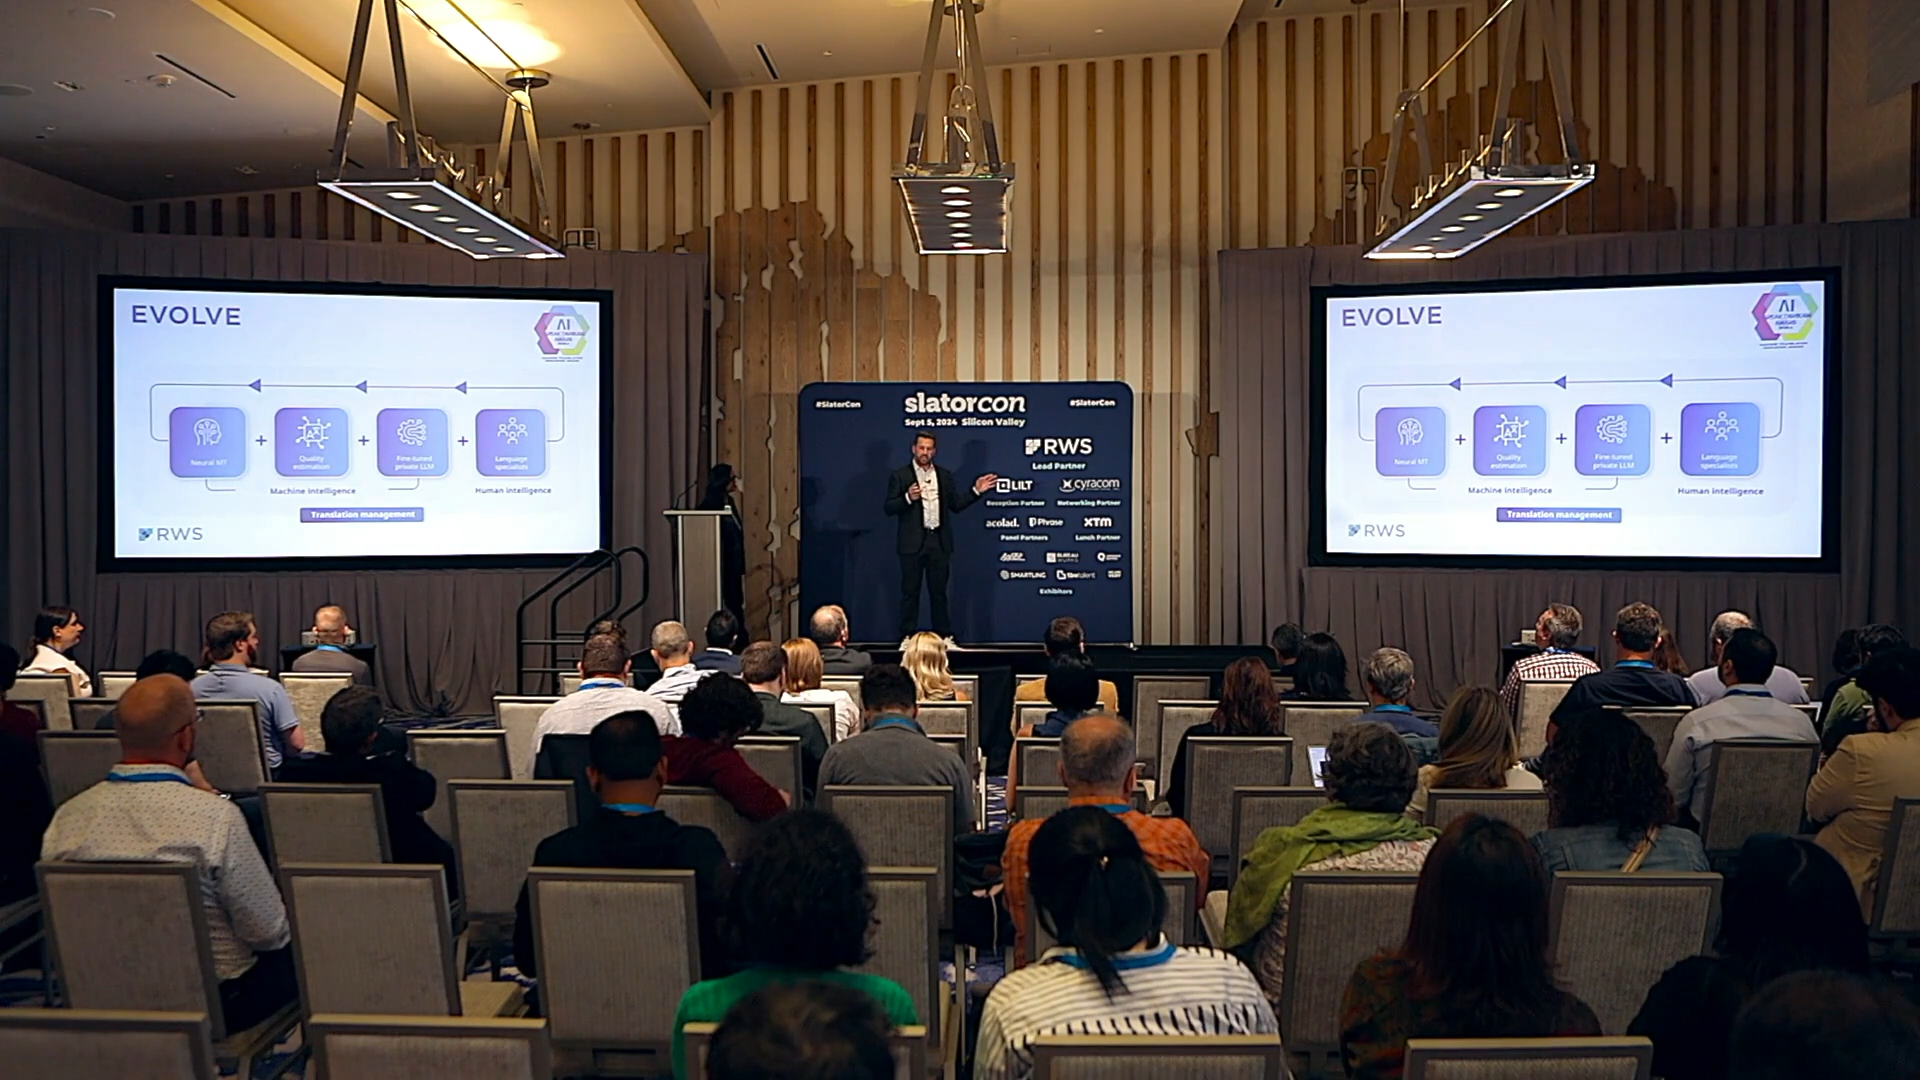 EVOLVE
AI
Neural MT
+
Quality
estimation
+
Fine-tuned
private LLM
+
Language
specialists
Machine intelligence
Human intelligence
Translation management
RWS
#SlatorCon
slatorcon
#SlatorCon
Sept 5, 2024 Silicon Valley
RWS
Lead Partner
LILT
cyracom
Reception Partner
Networking Partner
acolad.
Phrase
XTM
Panel Partners
Lunch Partner
SMARTLING
Exhibitors
EVOLVE
AI
Neural MT
+
Quality
estimation
+
Fine-tuned
private LLM
+
Language
specialists
Machine intelligence
Human intelligence
Translation management
RWS